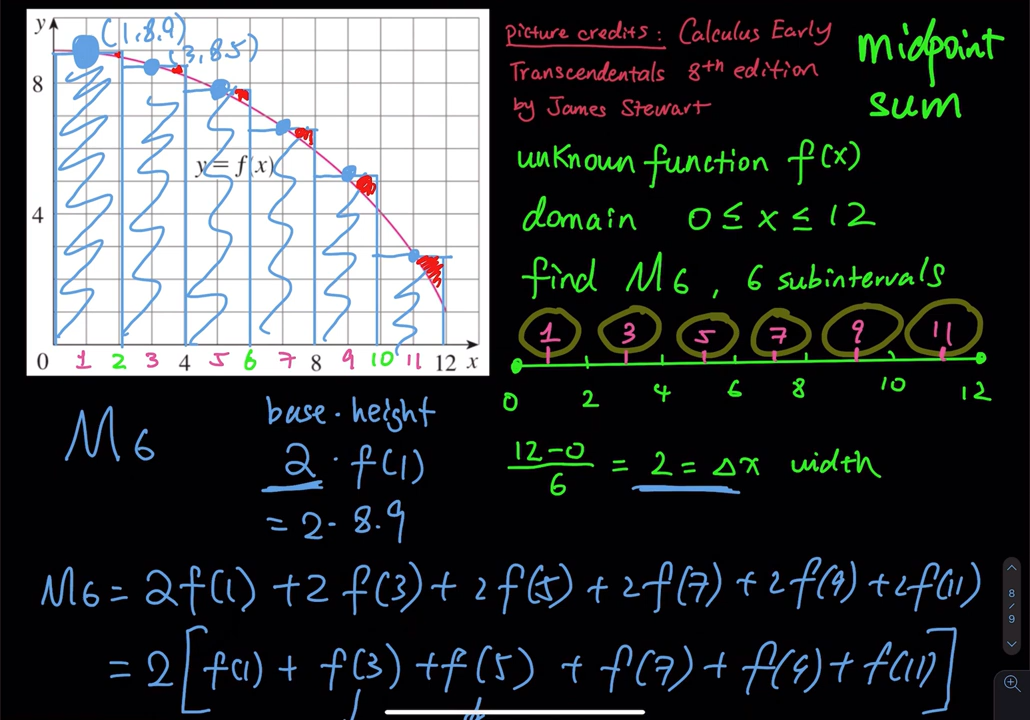 y
(1,8.9)
(3,8.5)
8
y = f(x)
4
0 1 2 3 4 5 6 7 8 9 10 11 12 x
picture credits: Calculus Early
Transcendentals 8th edition
by James Stewart
midpoint
sum
unknown function f(x)
domain 0 ≤ x ≤ 12
find M6, 6 subintervals
1 3 5 7 9 11
0 2 4 6 8 10 12
12-0/6 = 2 = Δx width
M6
base · height
2 · f(1)
= 2 · 8.9
M6 = 2f(1) + 2f(3) + 2f(5) + 2f(7) + 2f(9) + 2f(11)
= 2[f(1) + f(3) + f(5) + f(7) + f(9) + f(11)]
8
/
9